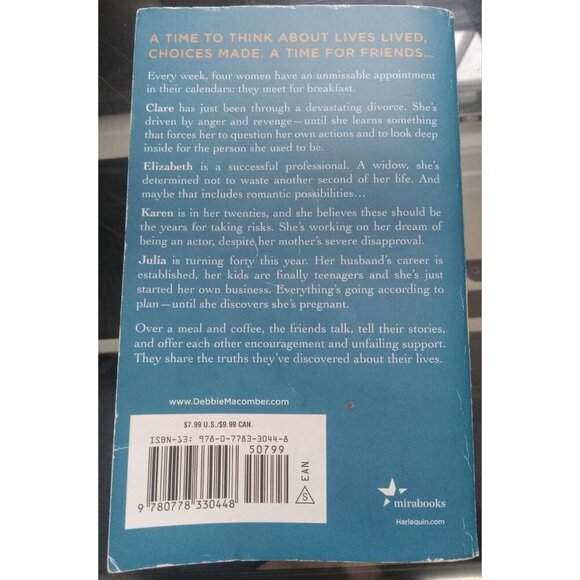 A TIME TO THINK ABOUT LIVES LIVED,
CHOICES MADE. A TIME FOR FRIENDS...
Every week, four women have an unmissable appointment
in their calendars: they meet for breakfast.
Clare has just been through a devastating divorce. She's
driven by anger and revenge—until she learns something
that forces her to question her own actions and to look deep
inside for the person she used to be.
Elizabeth is a successful professional. A widow, she's
determined not to waste another second of her life. And
maybe that includes romantic possibilities...
Karen is in her twenties, and she believes these should be
the years for taking risks. She's working on her dream of
being an actor, despite her mother's severe disapproval.
Julia is turning forty this year. Her husband's career is
established, her kids are finally teenagers and she's just
started her own business. Everything's going according to
plan—until she discovers she's pregnant.
Over a meal and coffee, the friends talk, tell their stories,
and offer each other encouragement and unfailing support.
They share the truths they've discovered about their lives.
www.DebbieMacomber.com
$7.99 U.S./$9.99 CAN.
ISBN-13: 978-0-7783-3044-8
50799
9 780778 330448
S
EAN
mirabooks
Harlequin.com